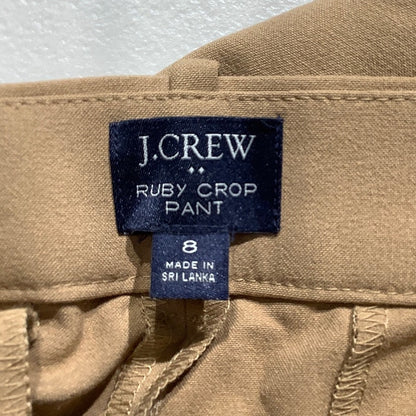 J.CREW
RUBY CROP
PANT
8
MADE IN
SRI LANKA